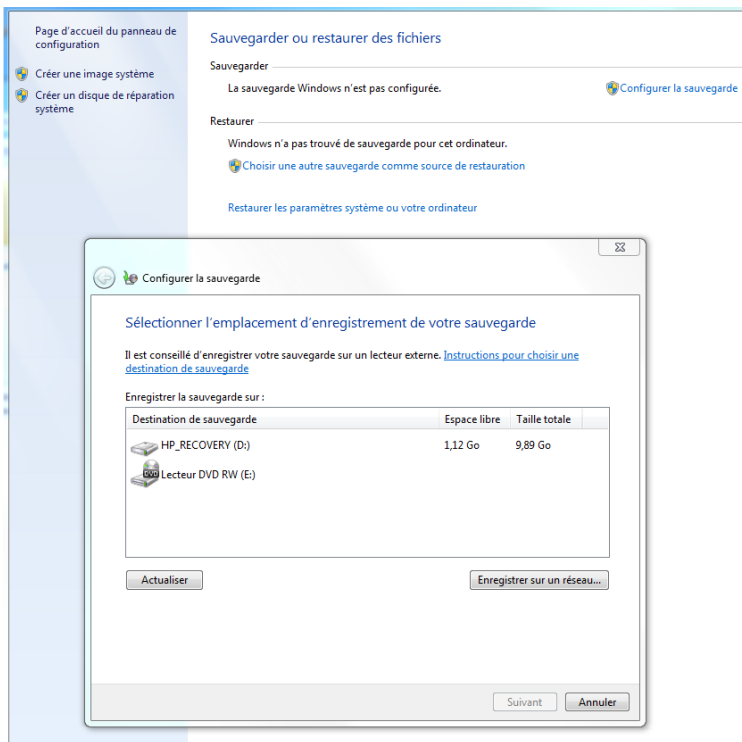 Page d'accueil du panneau de
configuration
Créer une image système
Créer un disque de réparation
système
Sauvegarder ou restaurer des fichiers
Sauvegarder
La sauvegarde Windows n'est pas configurée.
Configurer la sauvegarde
Restaurer
Windows n'a pas trouvé de sauvegarde pour cet ordinateur.
Choisir une autre sauvegarde comme source de restauration
Restaurer les paramètres système ou votre ordinateur
Configurer la sauvegarde
Sélectionner l'emplacement d'enregistrement de votre sauvegarde
Il est conseillé d'enregistrer votre sauvegarde sur un lecteur externe. Instructions pour choisir une
destination de sauvegarde
Enregistrer la sauvegarde sur :
Destination de sauvegarde Espace libre Taille totale
HP_RECOVERY (D:) 1,12 Go 9,89 Go
DVD Lecteur DVD RW (E:)
Actualiser Enregistrer sur un réseau...
Suivant Annuler